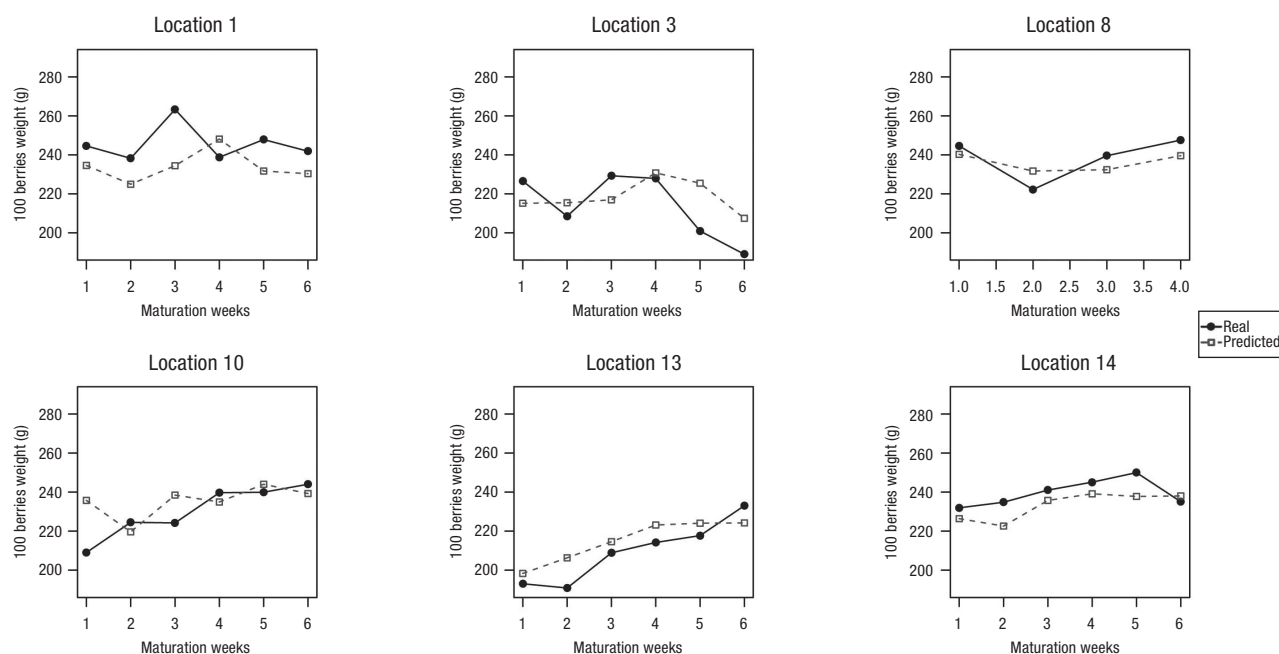 Location 1
100 berries weight (g)
280
260
240
220
200
1 2 3 4 5 6
Maturation weeks
Location 3
100 berries weight (g)
280
260
240
220
200
1 2 3 4 5 6
Maturation weeks
Location 8
100 berries weight (g)
280
260
240
220
200
1.0 1.5 2.0 2.5 3.0 3.5 4.0
Maturation weeks
Real
Predicted
Location 10
100 berries weight (g)
280
260
240
220
200
1 2 3 4 5 6
Maturation weeks
Location 13
100 berries weight (g)
280
260
240
220
200
1 2 3 4 5 6
Maturation weeks
Location 14
100 berries weight (g)
280
260
240
220
200
1 2 3 4 5 6
Maturation weeks